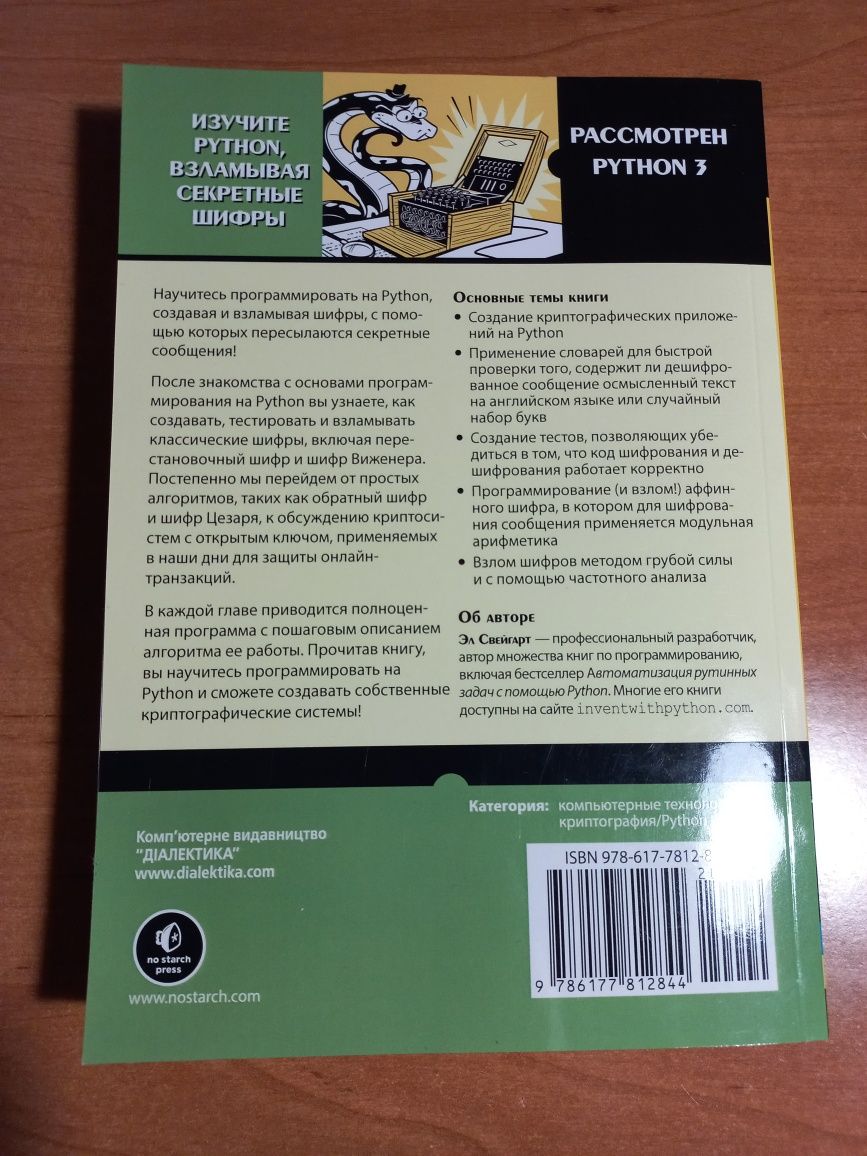 ИЗУЧИТЕ
PYTHON,
ВЗЛАМЫВАЯ
СЕКРЕТНЫЕ
ШИФРЫ
РАССМОТРЕН
PYTHON 3
Научитесь программировать на Python,
создавая и взламывая шифры, с помо-
щью которых пересылаются секретные
сообщения!
После знакомства с основами програм-
мирования на Python вы узнаете, как
создавать, тестировать и взламывать
классические шифры, включая пере-
становочный шифр и шифр Виженера.
Постепенно мы перейдем от простых
алгоритмов, таких как обратный шифр
и шифр Цезаря, к обсуждению криптоси-
стем с открытым ключом, применяемых
в наши дни для защиты онлайн-
транзакций.
В каждой главе приводится полноцен-
ная программа с пошаговым описанием
алгоритма ее работы. Прочитав книгу,
вы научитесь программировать на
Python и сможете создавать собственные
криптографические системы!
Основные темы книги
• Создание криптографических приложе-
ний на Python
• Применение словарей для быстрой
проверки того, содержит ли дешифро-
ванное сообщение осмысленный текст
на английском языке или случайный
набор букв
• Создание тестов, позволяющих убе-
диться в том, что код шифрования и де-
шифрования работает корректно
• Программирование (и взлом!) аффин-
ного шифра, в котором для шифрова-
ния сообщения применяется модульная
арифметика
• Взлом шифров методом грубой силы
и с помощью частотного анализа
Об авторе
Эл Свейгарт — профессиональный разработчик,
автор множества книг по программированию,
включая бестселлер Автоматизация рутинных
задач с помощью Python. Многие его книги
доступны на сайте inventwithpython.com.
Категория: компьютерные
криптография/Python
Комп'ютерне видавництво
"ДІАЛЕКТИКА"
www.dialektika.com
no starch
press
www.nostarch.com
ISBN 978-617-7812-8
9 786177 812844